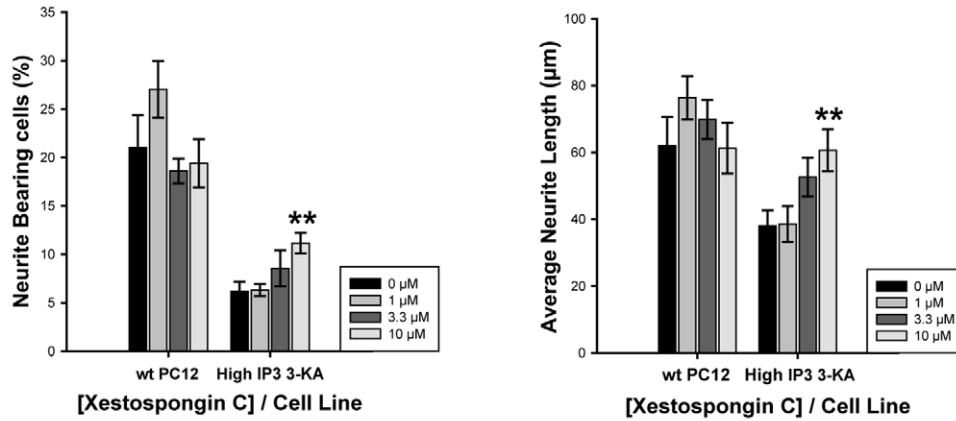 Neurite Bearing cells (%)
35
30
25
20
15
10
5
0
**
0 µM
1 µM
3.3 µM
10 µM
wt PC12 High IP3 3-KA
[Xestospongin C] / Cell Line
Average Neurite Length (µm)
100
80
60
40
20
0
**
0 µM
1 µM
3.3 µM
10 µM
wt PC12 High IP3 3-KA
[Xestospongin C] / Cell Line